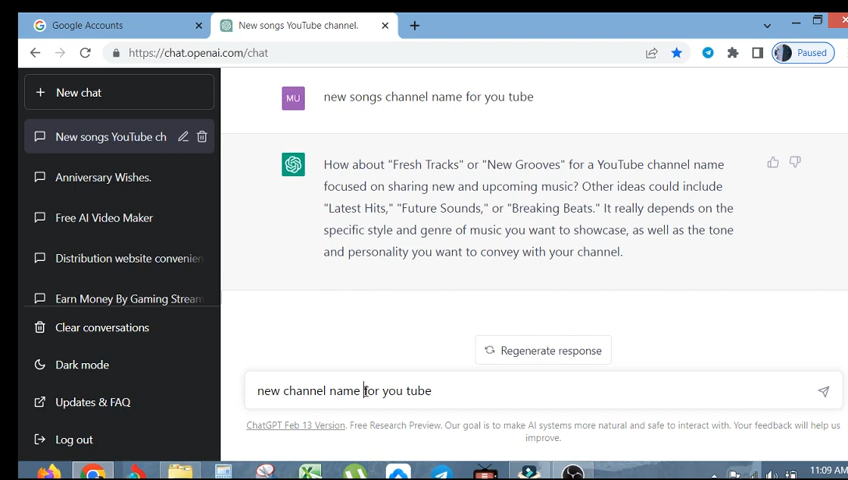 Google Accounts
New songs YouTube channel.
https://chat.openai.com/chat
Paused
New chat
New songs YouTube ch
Anniversary Wishes.
Free AI Video Maker
Distribution website convenien
Earn Money By Gaming Stream
Clear conversations
Dark mode
Updates & FAQ
Log out
MU
new songs channel name for you tube
How about "Fresh Tracks" or "New Grooves" for a YouTube channel name
focused on sharing new and upcoming music? Other ideas could include
"Latest Hits," "Future Sounds," or "Breaking Beats." It really depends on the
specific style and genre of music you want to showcase, as well as the tone
and personality you want to convey with your channel.
Regenerate response
new channel name for you tube
ChatGPT Feb 13 Version. Free Research Preview. Our goal is to make AI systems more natural and safe to interact with. Your feedback will help us
improve.
11:09 AM